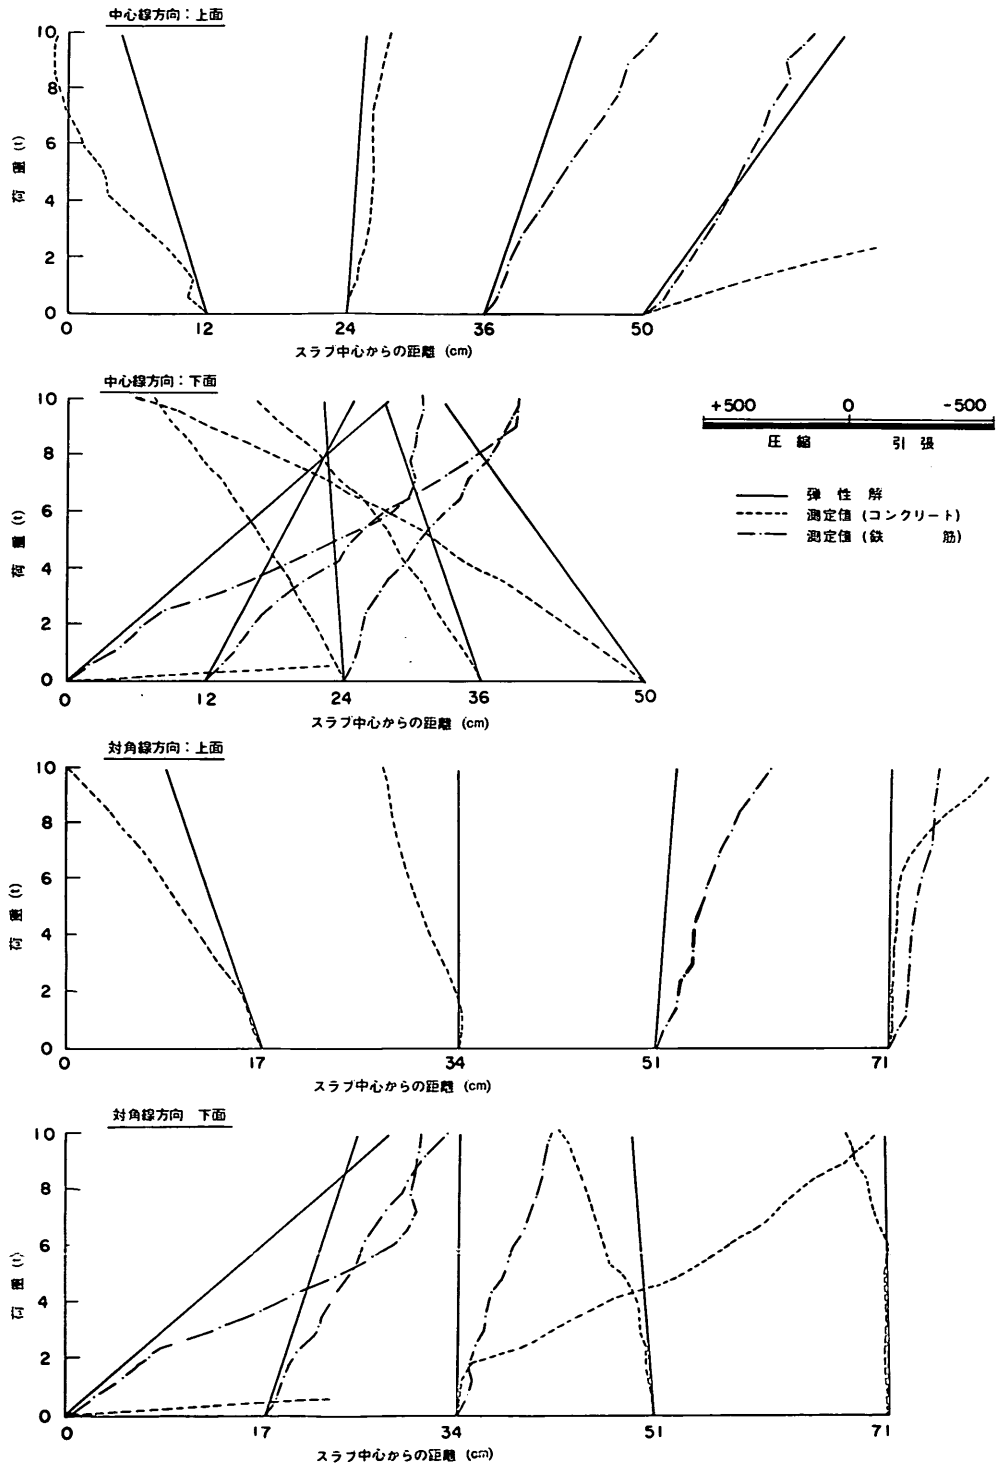 中心線方向：上面
10
8
6
4
2
0
荷重 (t)
0 12 24 36 50
スラブ中心からの距離 (cm)
中心線方向：下面
10
8
6
4
2
0
荷重 (t)
0 12 24 36 50
スラブ中心からの距離 (cm)
+500 0 -500
圧縮 引張
弾性解
測定値 (コンクリート)
測定値 (鉄筋)
対角線方向：上面
10
8
6
4
2
0
荷重 (t)
0 17 34 51 71
スラブ中心からの距離 (cm)
対角線方向 下面
10
8
6
4
2
0
荷重 (t)
0 17 34 51 71
スラブ中心からの距離 (cm)